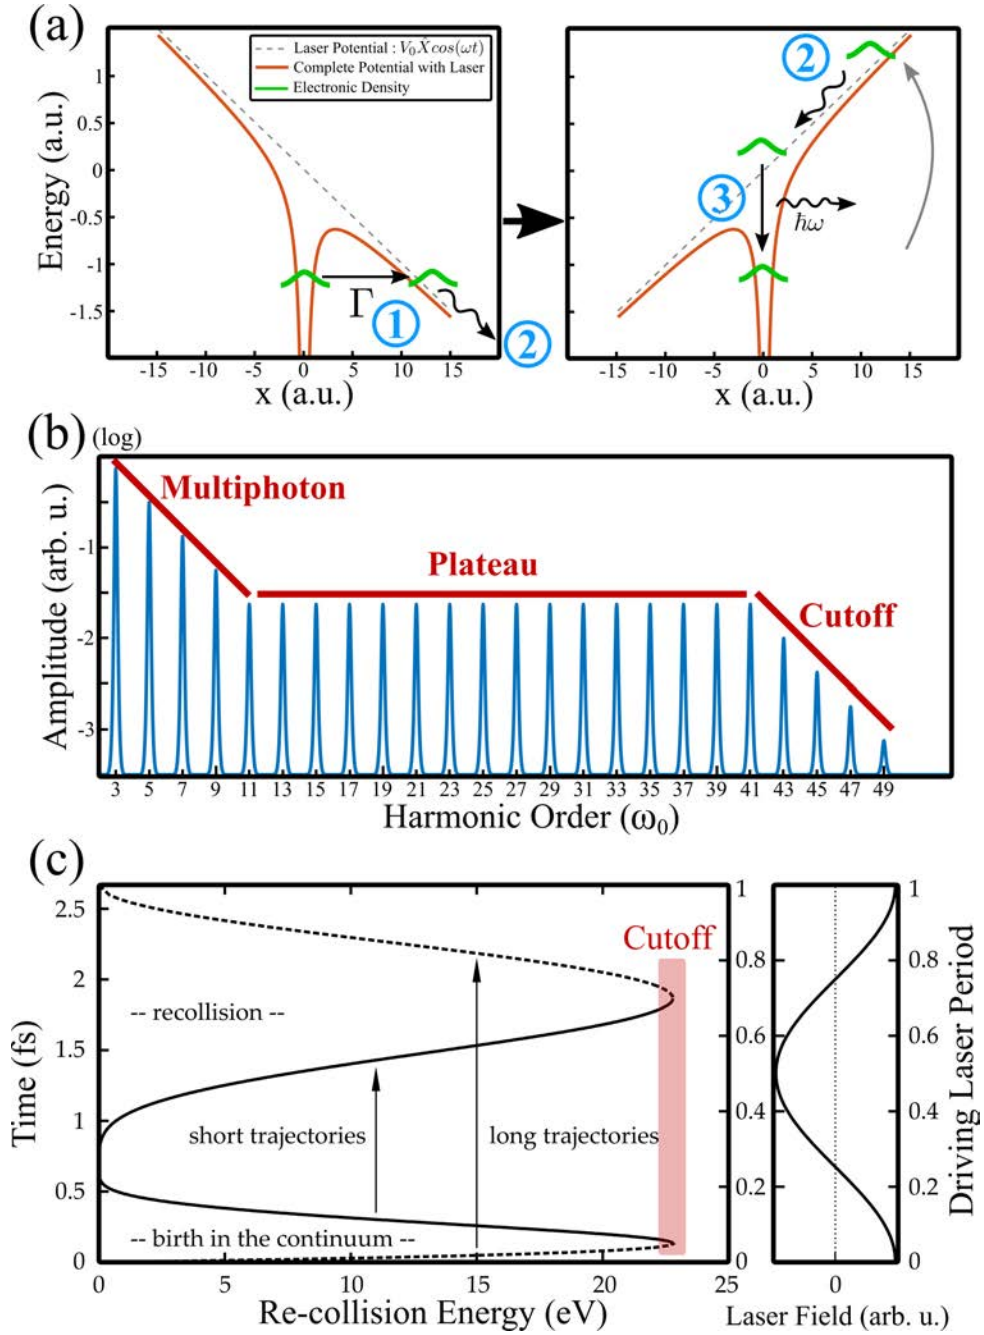 (a)
Laser Potential : V₀X̂cos(ωt)
Complete Potential with Laser
Electronic Density
Energy (a.u.)
1
0.5
0
-0.5
-1
-1.5
Γ
1
2
-15 -10 -5 0 5 10 15
x (a.u.)
2
3
ħω
-15 -10 -5 0 5 10 15
x (a.u.)
(b) (log)
Amplitude (arb. u.)
-1
-2
-3
Multiphoton
Plateau
Cutoff
3 5 7 9 11 13 15 17 19 21 23 25 27 29 31 33 35 37 39 41 43 45 47 49
Harmonic Order (ω₀)
(c)
Time (fs)
2.5
2
1.5
1
0.5
0
Cutoff
-- recollision --
short trajectories
long trajectories
-- birth in the continuum --
0 5 10 15 20 25
Re-collision Energy (eV)
1
0.8
0.6
0.4
0.2
0
1
0.8
0.6
0.4
0.2
0
Driving Laser Period
0
Laser Field (arb. u.)